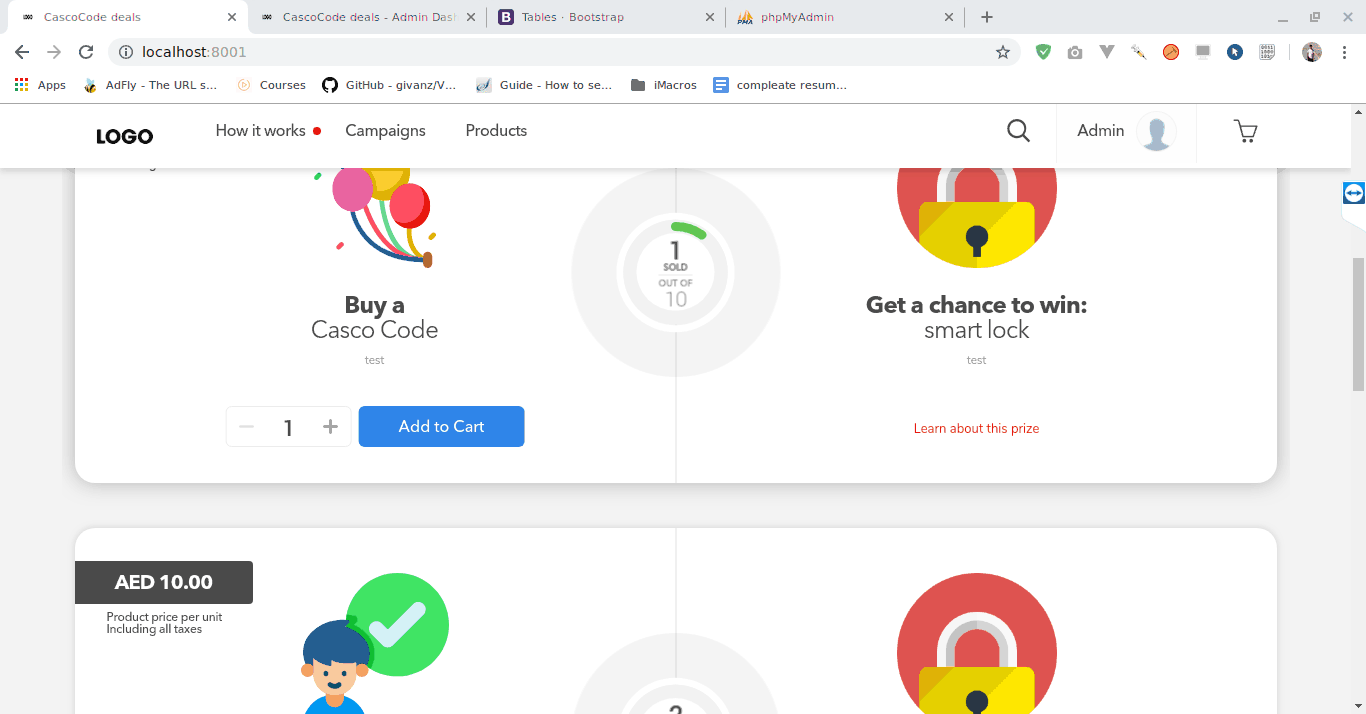 CascoCode deals
CascoCode deals - Admin Das
Tables · Bootstrap
phpMyAdmin
localhost:8001
Apps
AdFly - The URL s...
Courses
GitHub - givanz/V...
Guide - How to se...
iMacros
compleate resum...
LOGO
How it works
Campaigns
Products
Admin
1
SOLD
OUT OF
10
Buy a
Casco Code
test
Get a chance to win:
smart lock
test
1
Add to Cart
Learn about this prize
AED 10.00
Product price per unit
Including all taxes